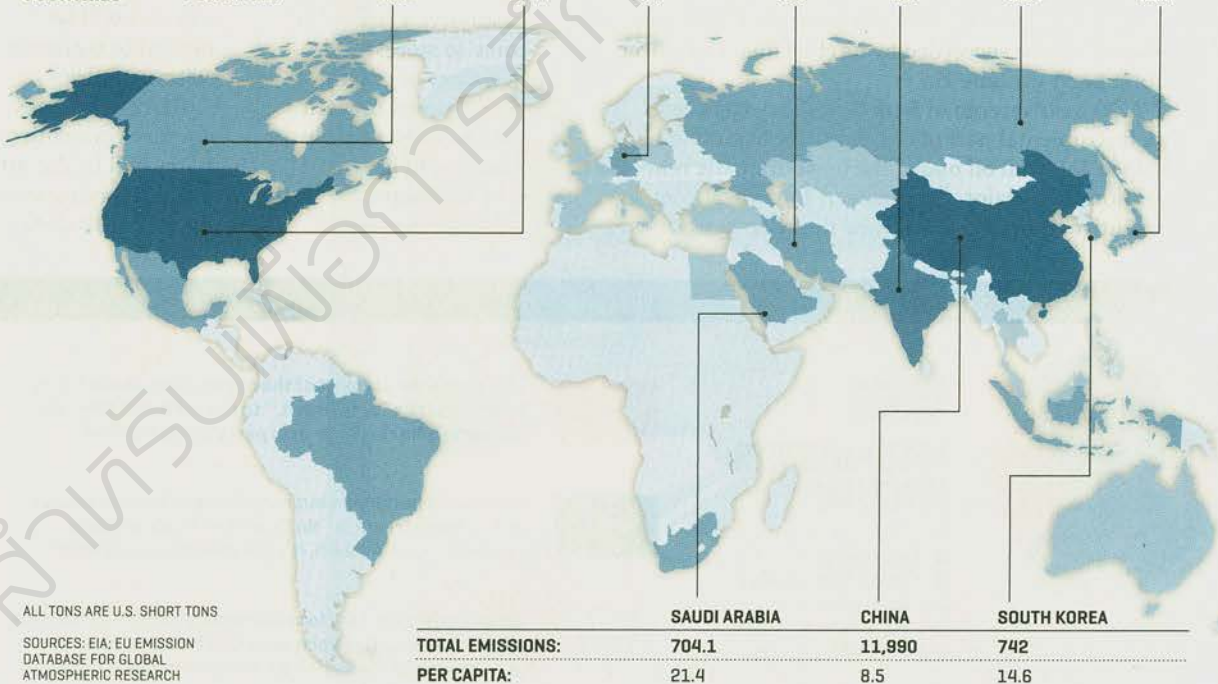 ALL TONS ARE U.S. SHORT TONS
SOURCES: EIA; EU EMISSION
DATABASE FOR GLOBAL
ATMOSPHERIC RESEARCH
SAUDI ARABIA CHINA SOUTH KOREA
TOTAL EMISSIONS: 704.1 11,990 742
PER CAPITA: 21.4 8.5 14.6